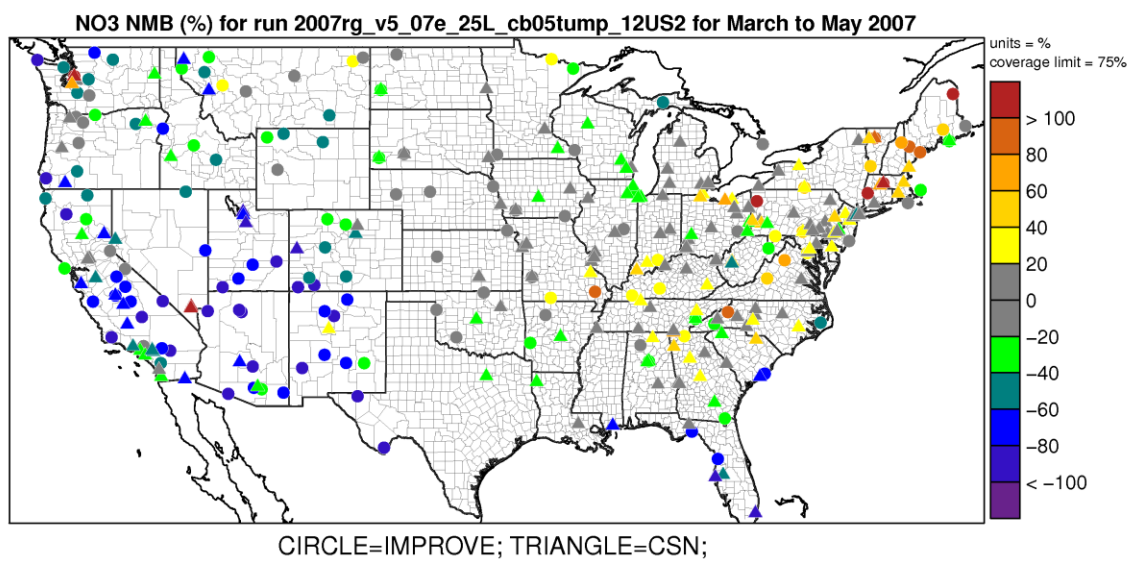 NO3 NMB (%) for run 2007rg_v5_07e_25L_cb05tump_12US2 for March to May 2007
units = %
coverage limit = 75%
> 100
80
60
40
20
0
−20
−40
−60
−80
< −100
CIRCLE=IMPROVE; TRIANGLE=CSN;